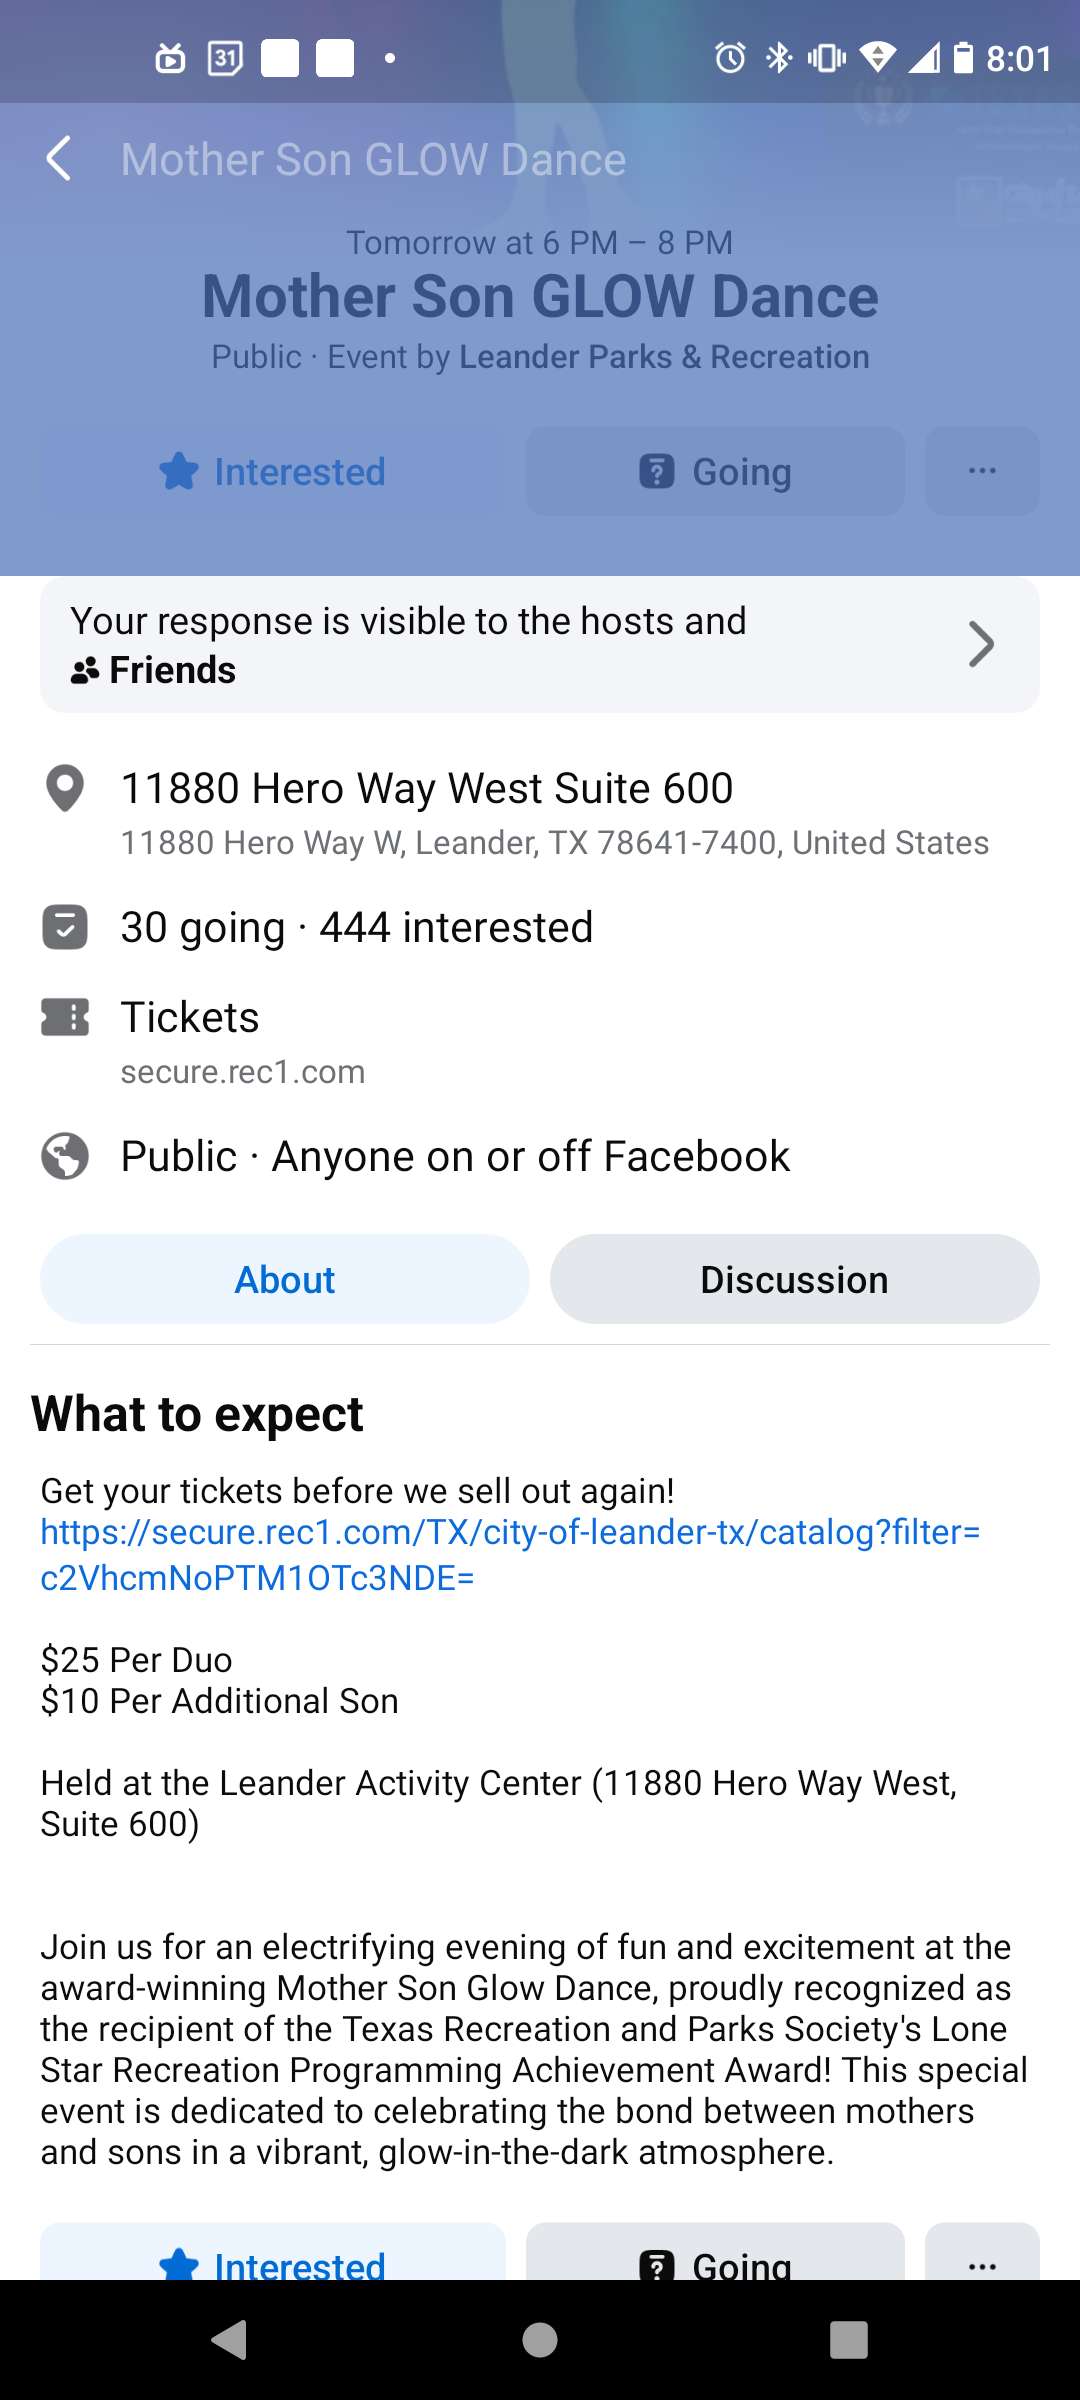 31 8:01
Mother Son GLOW Dance
Tomorrow at 6 PM – 8 PM
Mother Son GLOW Dance
Public · Event by Leander Parks & Recreation
Interested Going ...
Your response is visible to the hosts and
Friends
11880 Hero Way West Suite 600
11880 Hero Way W, Leander, TX 78641-7400, United States
30 going · 444 interested
Tickets
secure.rec1.com
Public · Anyone on or off Facebook
About Discussion
What to expect
Get your tickets before we sell out again!
https://secure.rec1.com/TX/city-of-leander-tx/catalog?filter=
c2VhcmNoPTM1OTc3NDE=
$25 Per Duo
$10 Per Additional Son
Held at the Leander Activity Center (11880 Hero Way West,
Suite 600)
Join us for an electrifying evening of fun and excitement at the
award-winning Mother Son Glow Dance, proudly recognized as
the recipient of the Texas Recreation and Parks Society's Lone
Star Recreation Programming Achievement Award! This special
event is dedicated to celebrating the bond between mothers
and sons in a vibrant, glow-in-the-dark atmosphere.
Interested Going ...